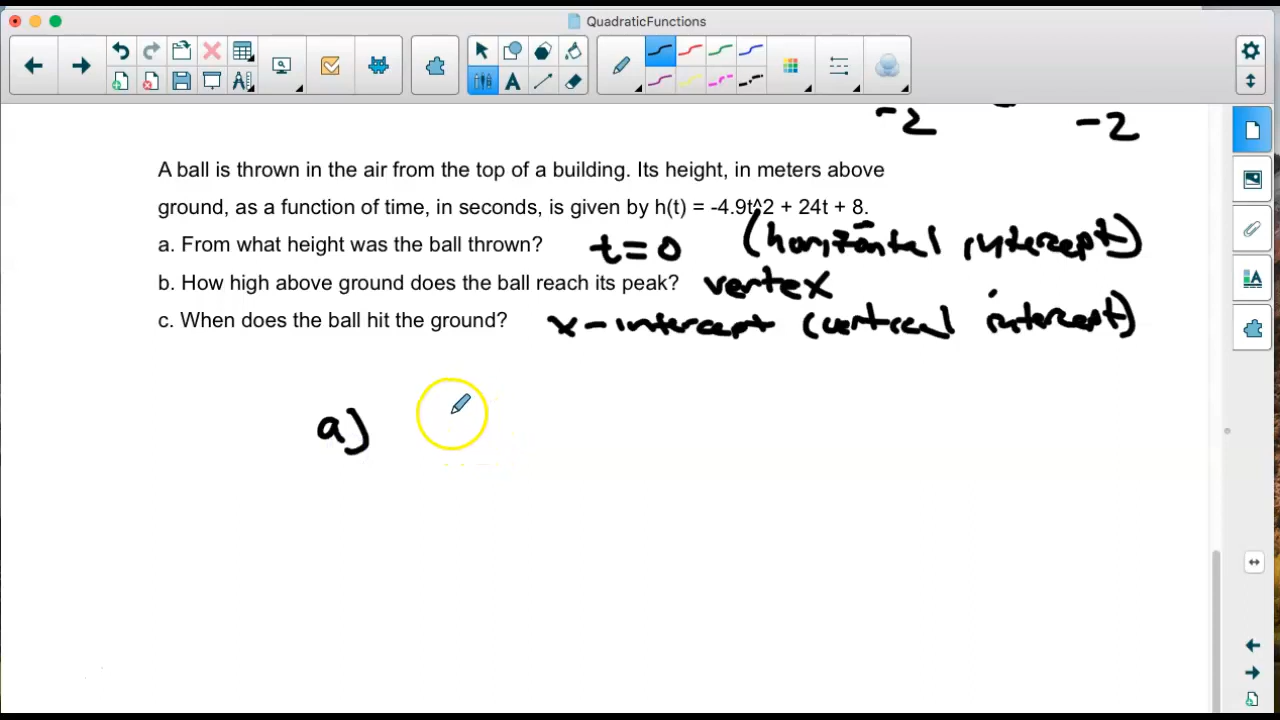 QuadraticFunctions
-2 -2
A ball is thrown in the air from the top of a building. Its height, in meters above
ground, as a function of time, in seconds, is given by h(t) = -4.9t^2 + 24t + 8.
a. From what height was the ball thrown? t=0 (horizontal intercept)
b. How high above ground does the ball reach its peak? vertex
c. When does the ball hit the ground? x-intercept (vertical intercept)
a)